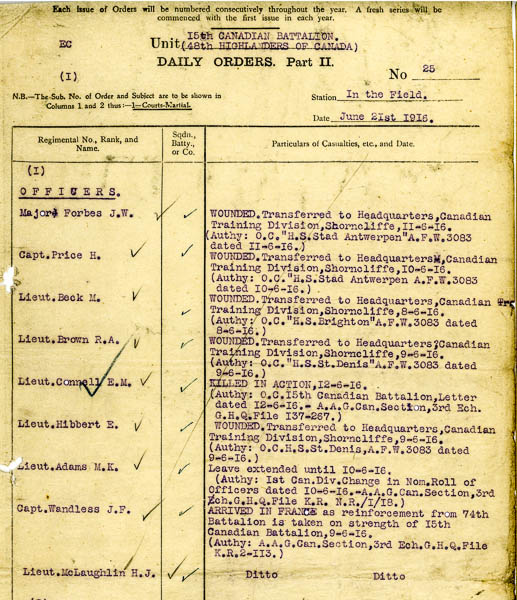 Each Issue of Orders will be numbered consecutively throughout the year. A fresh series will be
commenced with the first issue in each year.
15th CANADIAN BATTALION.
EC Unit (48th HIGHLANDERS OF CANADA)
DAILY ORDERS. Part II.
(I) No 25
N.B.—The Sub. No. of Order and Subject are to be shown in
Columns 1 and 2 thus:—1—Courts-Martial.
Station In the Field.
Date June 21st 1916.
Regimental No., Rank, and
Name.
Sqdn.,
Batty.,
or Co.
Particulars of Casualties, etc., and Date.
(I)
OFFICERS.
Major Forbes J.W.
WOUNDED.Transferred to Headquarters,Canadian
Training Division,Shorncliffe,II-6-I6.
(Authy: O.C."H.S.Stad Antwerpen"A.F.W.3083
dated II-6-I6.)
Capt.Price H.
WOUNDED.Transferred to Headquarters,Canadian
Training Division,Shorncliffe,IO-6-I6.
(Authy: O.C."H.S.Stad Antwerpen A.F.W.3083
dated IO-6-I6.)
Lieut.Beck M.
WOUNDED.Transferred to Headquarters,Canadian
Training Division,Shorncliffe,8-6-I6.
(Authy: O.C."H.S.Brighton"A.F.W.3083 dated
8-6-I6.)
Lieut.Brown R.A.
WOUNDED.Transferred to Headquarters,Canadian
Training Division,Shorncliffe,9-6-I6.
(Authy: O.C."H.S.St.Denis"A.F.W.3083 dated
9-6-I6.)
Lieut.Connell E.M.
KILLED IN ACTION,I2-6-I6.
(Authy: O.C.I5th Canadian Battalion,Letter
dated I2-6-I6.- A.A.G.Can.Section,3rd Ech.
G.H.Q.File I37-267.)
Lieut.Hibbert E.
WOUNDED.Transferred to Headquarters,Canadian
Training Division,Shorncliffe,9-6-I6.
(Authy: O.C.H.S.St.Denis,A.F.W.3083 dated
9-6-I6.)
Lieut.Adams M.K.
Leave extended until IO-6-I6.
(Authy: Ist Can.Div.Change in Nom.Roll of
Officers dated IO-6-I6.-A.A.G.Can.Section,3rd
Ech.G.H.Q.File K.R. N.R./I/I8.)
Capt.Wandless J.F.
ARRIVED IN FRANCE as reinforcement from 74th
Battalion is taken on strength of I5th
Canadian Battalion,9-6-I6.
(Authy: A.A.G.Can.Section,3rd Ech.G.H.Q.File
K.R.2-II3.)
Lieut.McLaughlin H.J. Ditto Ditto